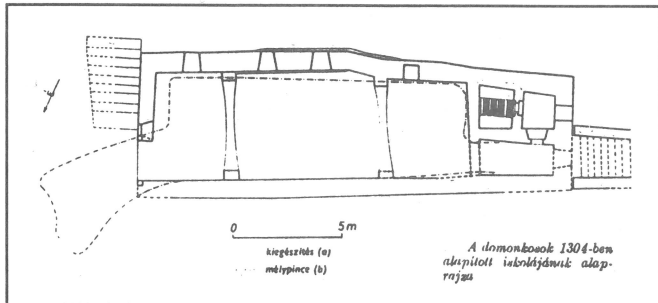 0 5m
kiegészítés (a)
mélypince (b)
A domonkosok 1304-ben
alapított iskolájának alap-
rajza